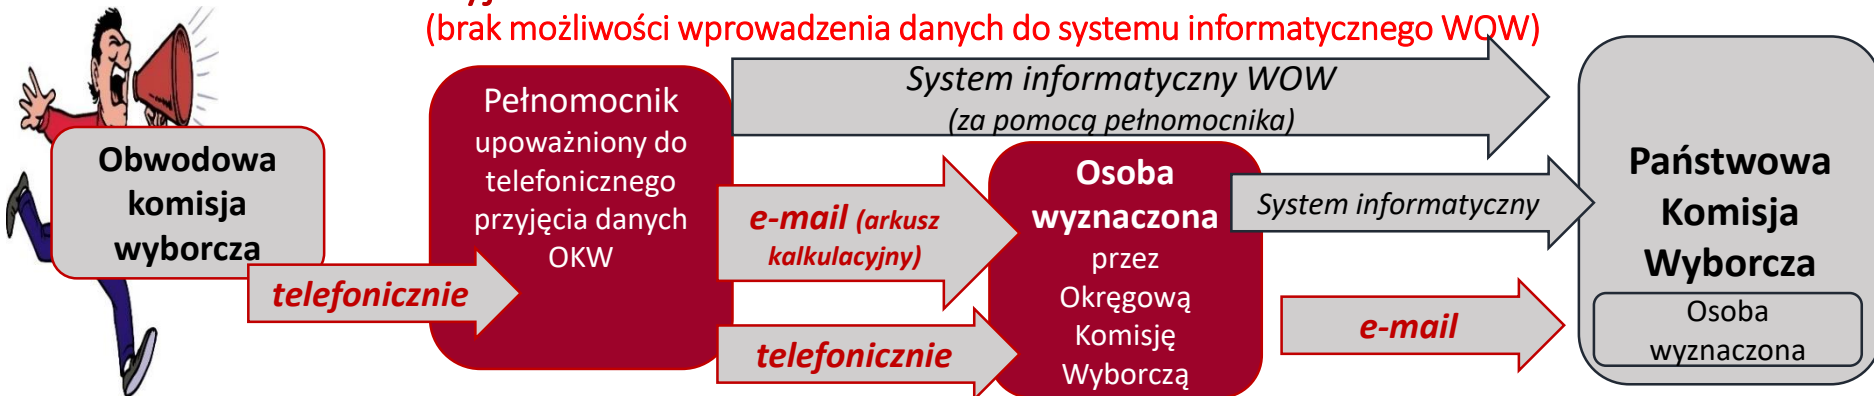 (brak możliwości wprowadzenia danych do systemu informatycznego WOW)
Obwodowa
komisja
wyborcza
telefonicznie
Pełnomocnik
upoważniony do
telefonicznego
przyjęcia danych
OKW
System informatyczny WOW
(za pomocą pełnomocnika)
e-mail (arkusz
kalkulacyjny)
telefonicznie
Osoba
wyznaczona
przez
Okręgową
Komisję
Wyborczą
System informatyczny
e-mail
Państwowa
Komisja
Wyborcza
Osoba
wyznaczona